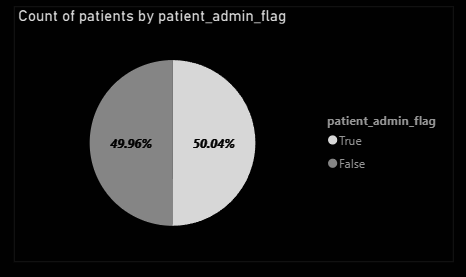 Count of patients by patient_admin_flag
49.96%
50.04%
patient_admin_flag
True
False